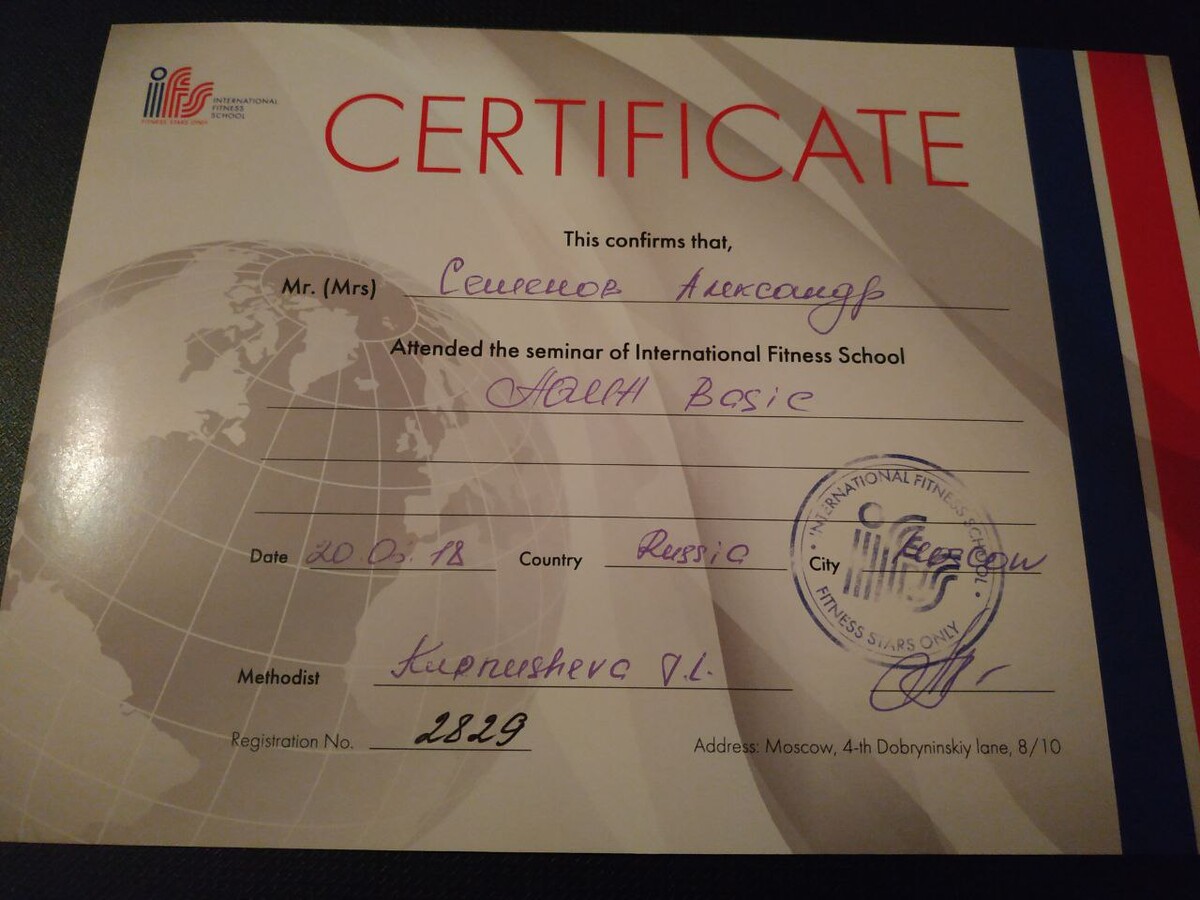 ifs INTERNATIONAL FITNESS SCHOOL
FITNESS STARS ONLY
CERTIFICATE
This confirms that,
Mr. (Mrs) Семенов Александр
Attended the seminar of International Fitness School
Basic
Date 20. .18 Country Russia City Moscow
INTERNATIONAL FITNESS SCHOOL
ifs
FITNESS STARS ONLY
Methodist
Registration No. 2829 Address: Moscow, 4-th Dobryninskiy lane, 8/10